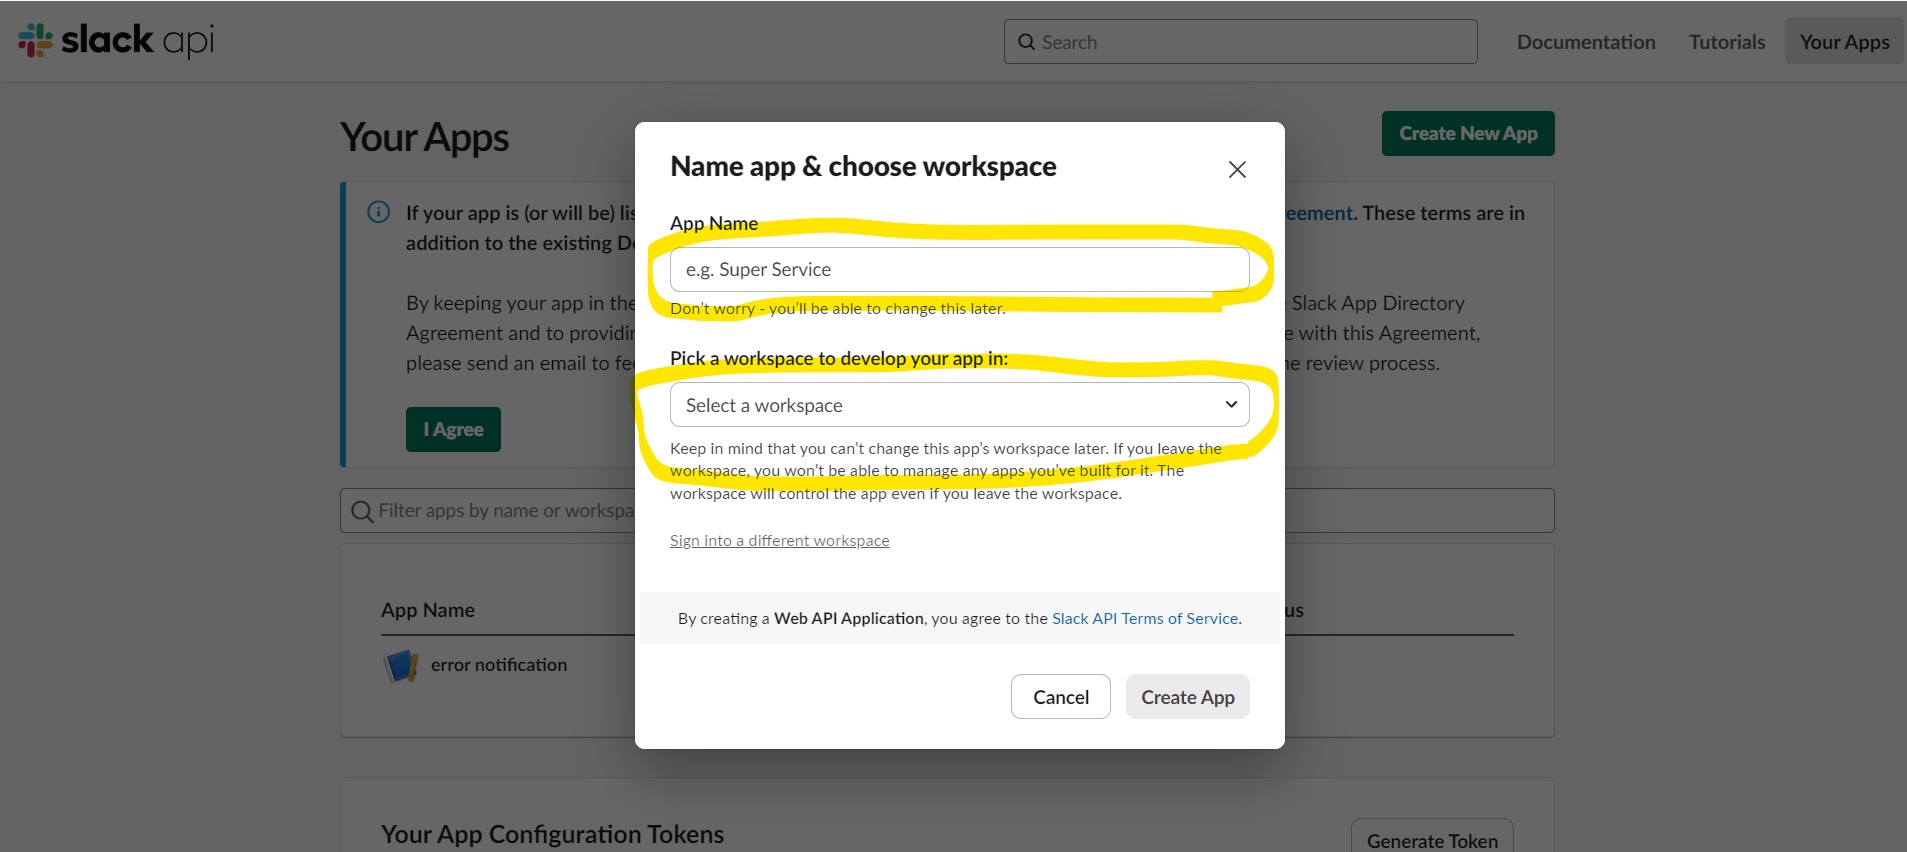 slack api
Search
Documentation
Tutorials
Your Apps
Your Apps
Create New App
If your app is (or will be) lis
eement. These terms are in
addition to the existing De
By keeping your app in the
Slack App Directory
Agreement and to providin
e with this Agreement,
please send an email to fe
ne review process.
I Agree
Filter apps by name or workspa
App Name
us
error notification
Your App Configuration Tokens
Generate Token
Name app & choose workspace
App Name
e.g. Super Service
Don't worry - you'll be able to change this later.
Pick a workspace to develop your app in:
Select a workspace
Keep in mind that you can't change this app's workspace later. If you leave the
workspace, you won't be able to manage any apps you've built for it. The
workspace will control the app even if you leave the workspace.
Sign into a different workspace
By creating a Web API Application, you agree to the Slack API Terms of Service.
Cancel
Create App